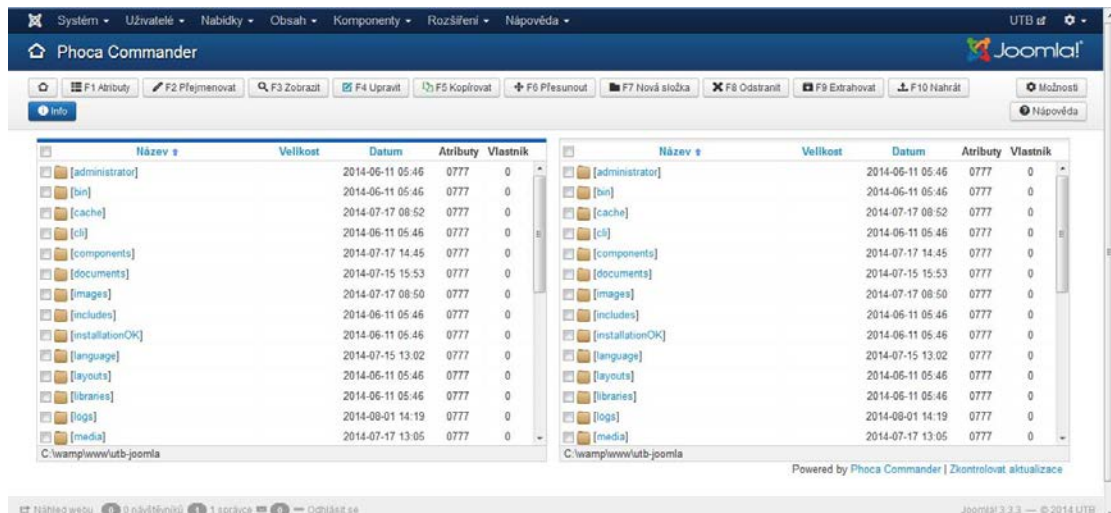 Systém Uživatelé Nabídky Obsah Komponenty Rozšíření Nápověda UTB
Phoca Commander Joomla!
F1 Atributy F2 Přejmenovat F3 Zobrazit F4 Upravit F5 Kopírovat F6 Přesunout F7 Nová složka F8 Odstranit F9 Extrahovat F10 Nahrát Možnosti
Info Nápověda
Název Velikost Datum Atributy Vlastník Název Velikost Datum Atributy Vlastník
[administrator] 2014-06-11 05:46 0777 0 [administrator] 2014-06-11 05:46 0777 0
[bin] 2014-06-11 05:46 0777 0 [bin] 2014-06-11 05:46 0777 0
[cache] 2014-07-17 08:52 0777 0 [cache] 2014-07-17 08:52 0777 0
[cli] 2014-06-11 05:46 0777 0 [cli] 2014-06-11 05:46 0777 0
[components] 2014-07-17 14:45 0777 0 [components] 2014-07-17 14:45 0777 0
[documents] 2014-07-15 15:53 0777 0 [documents] 2014-07-15 15:53 0777 0
[images] 2014-07-17 08:50 0777 0 [images] 2014-07-17 08:50 0777 0
[includes] 2014-06-11 05:46 0777 0 [includes] 2014-06-11 05:46 0777 0
[installationOK] 2014-06-11 05:46 0777 0 [installationOK] 2014-06-11 05:46 0777 0
[language] 2014-07-15 13:02 0777 0 [language] 2014-07-15 13:02 0777 0
[layouts] 2014-06-11 05:46 0777 0 [layouts] 2014-06-11 05:46 0777 0
[libraries] 2014-06-11 05:46 0777 0 [libraries] 2014-06-11 05:46 0777 0
[logs] 2014-08-01 14:19 0777 0 [logs] 2014-08-01 14:19 0777 0
[media] 2014-07-17 13:05 0777 0 [media] 2014-07-17 13:05 0777 0
C:\wamp\www\utb-joomla C:\wamp\www\utb-joomla
Powered by Phoca Commander | Zkontrolovat aktualizace
Náhled webu 0 0 návštěvníků 1 1 správce 0 Odhlásit se Joomla! 3.3.3 — © 2014 UTB